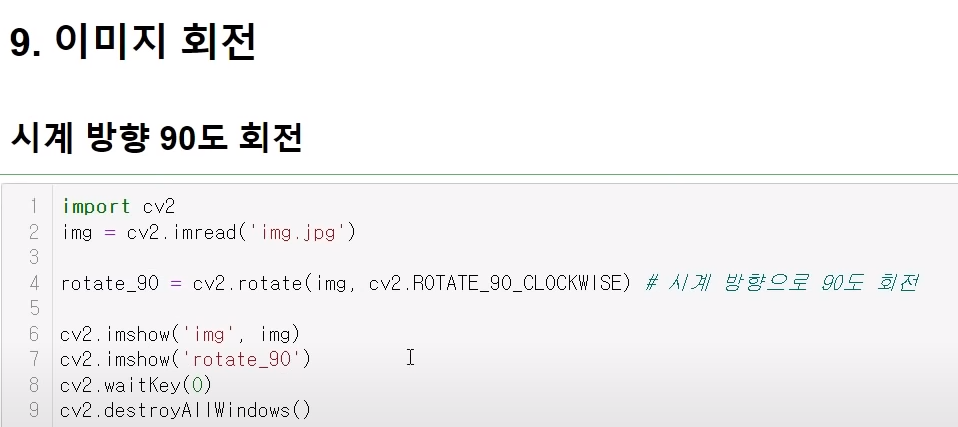 9. 이미지 회전
시계 방향 90도 회전
1 import cv2
2 img = cv2.imread('img.jpg')
3
4 rotate_90 = cv2.rotate(img, cv2.ROTATE_90_CLOCKWISE) # 시계 방향으로 90도 회전
5
6 cv2.imshow('img', img)
7 cv2.imshow('rotate_90')
8 cv2.waitKey(0)
9 cv2.destroyAllWindows()